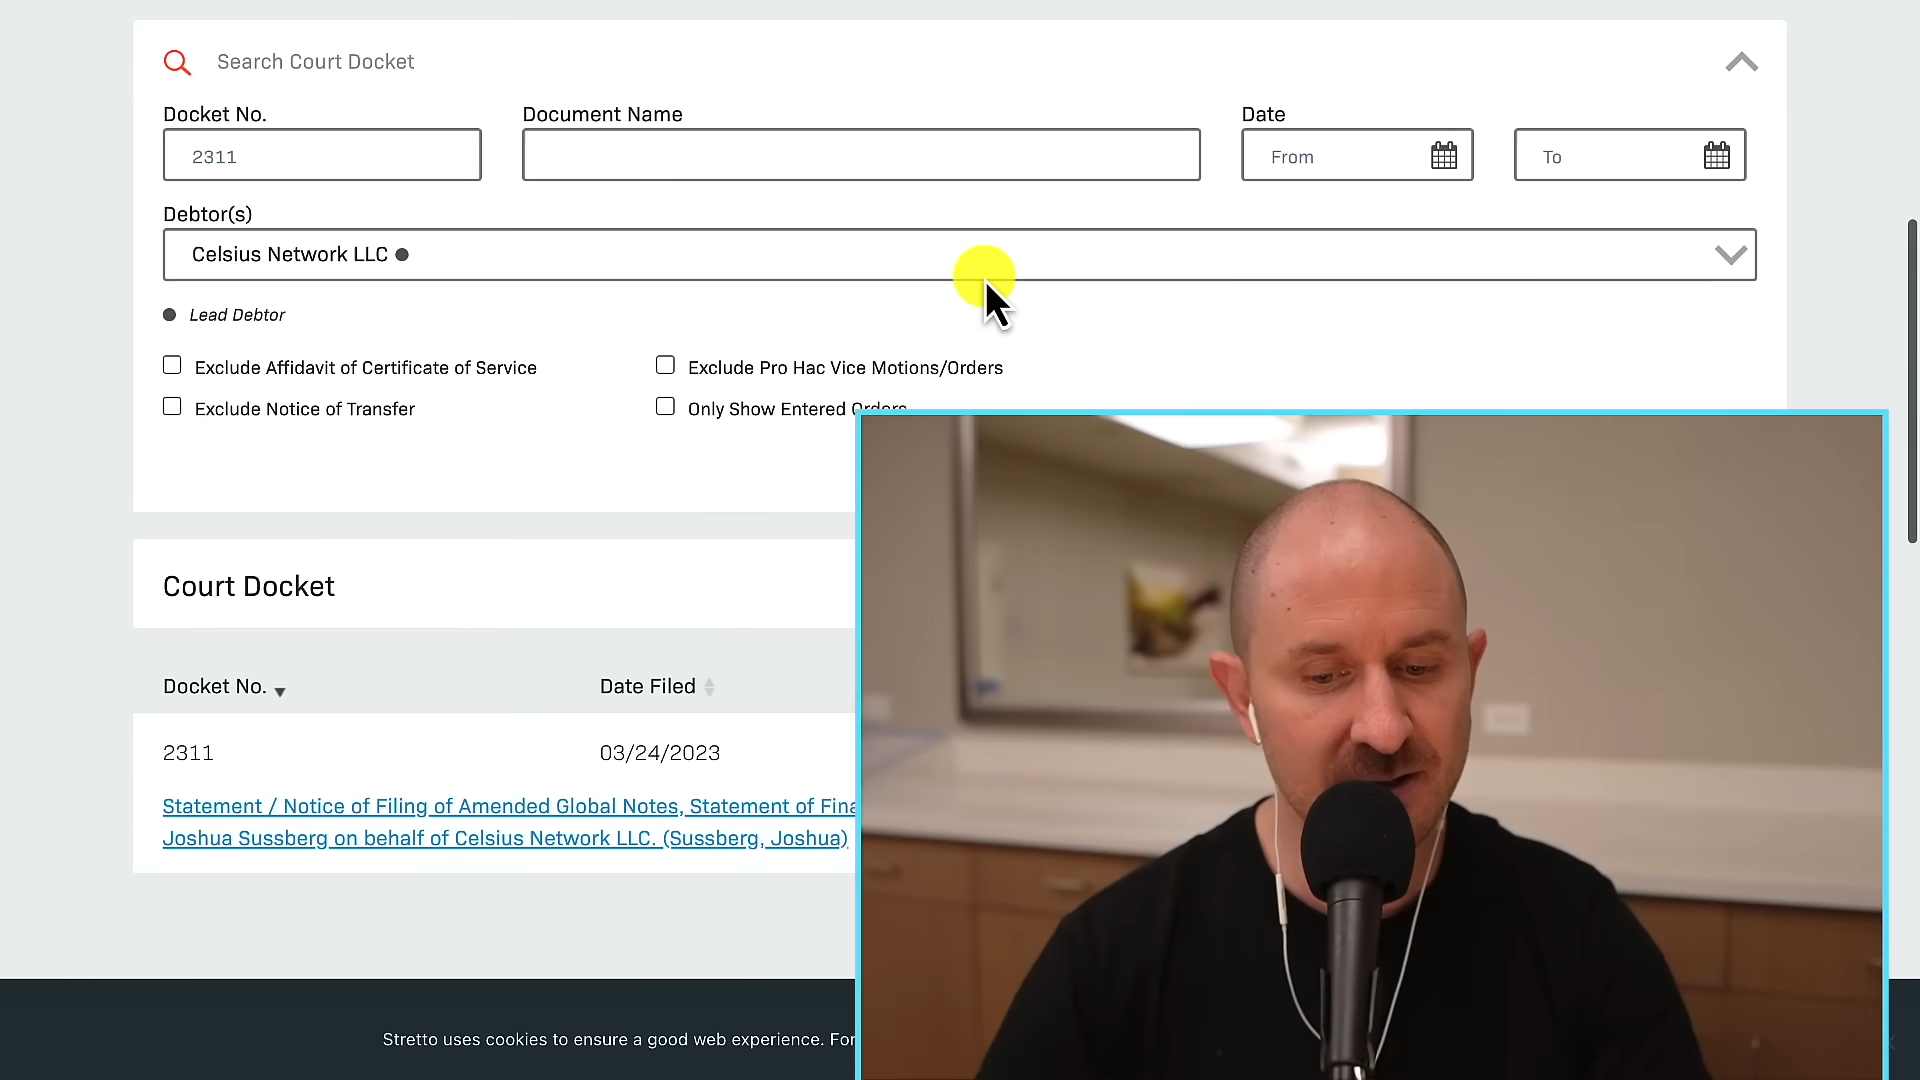 Search Court Docket
Docket No.
Document Name
Date
2311
From
To
Debtor(s)
Celsius Network LLC
Lead Debtor
Exclude Affidavit of Certificate of Service
Exclude Pro Hac Vice Motions/Orders
Exclude Notice of Transfer
Only Show Entered Orders
Court Docket
Docket No.
Date Filed
2311
03/24/2023
Statement / Notice of Filing of Amended Global Notes, Statement of Fina
Joshua Sussberg on behalf of Celsius Network LLC. (Sussberg, Joshua)
Stretto uses cookies to ensure a good web experience. For